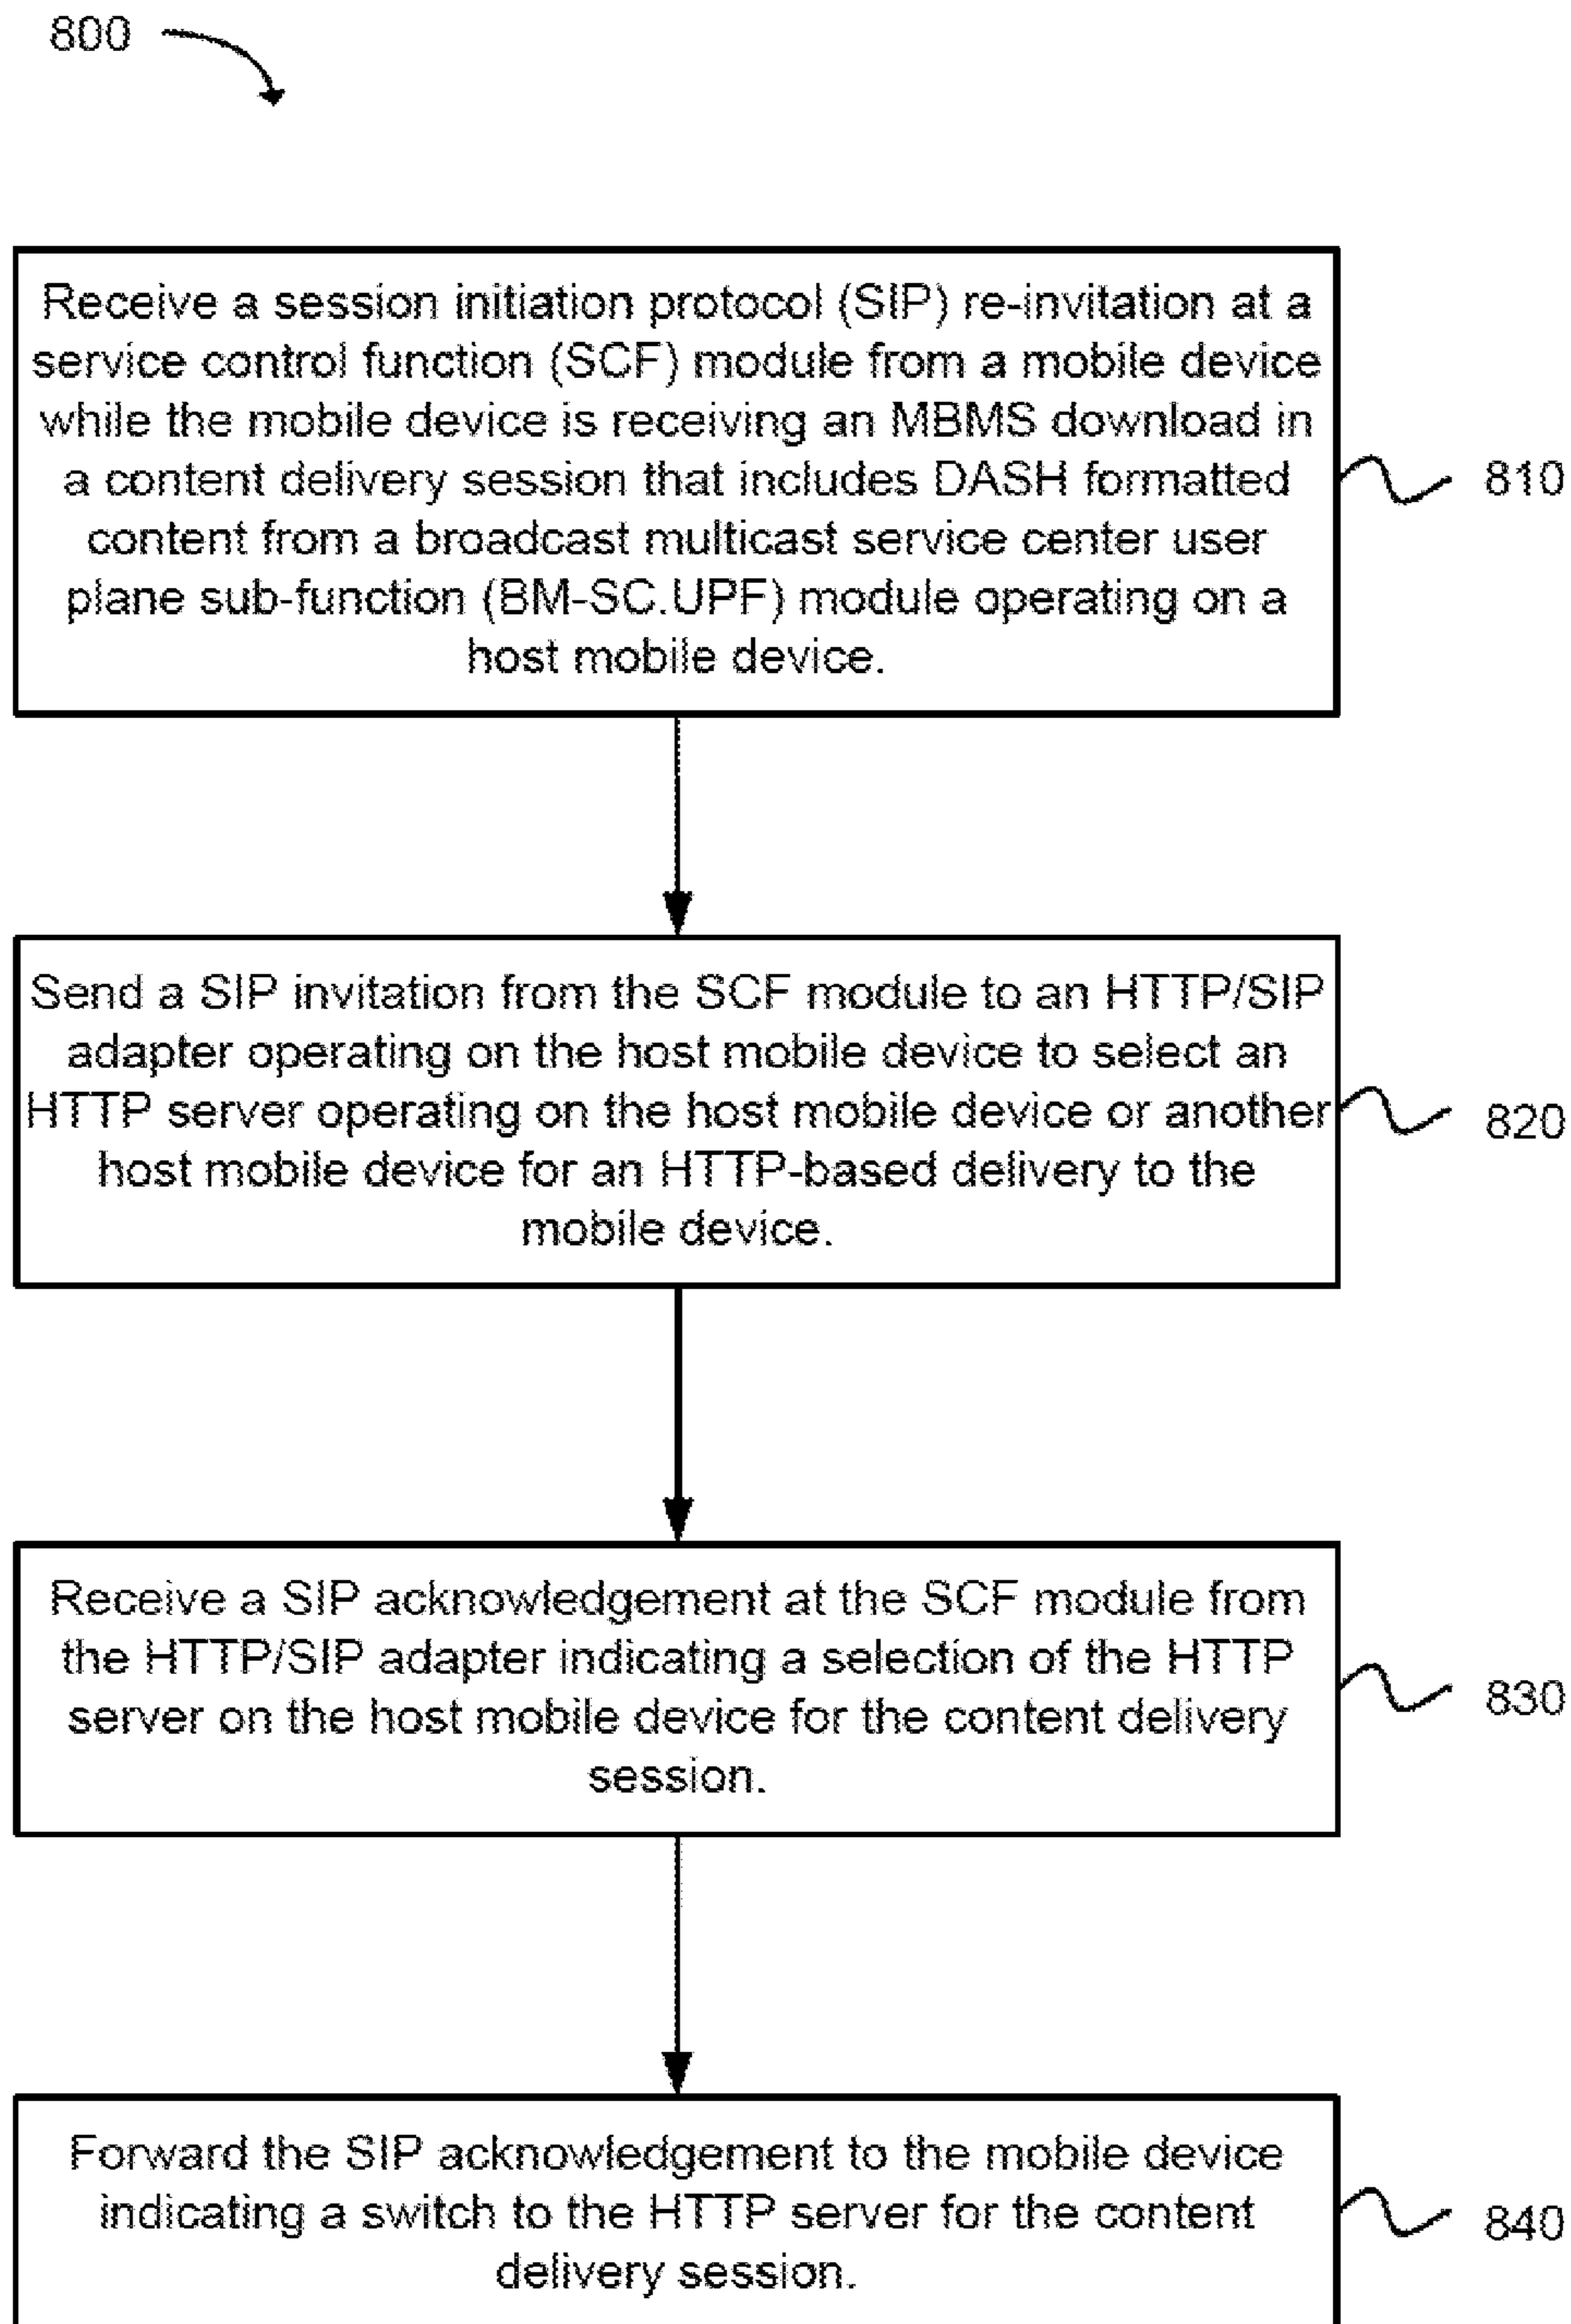 800
Receive a session initiation protocol (SIP) re-invitation at a
service control function (SCF) module from a mobile device
while the mobile device is receiving an MBMS download in
a content delivery session that includes DASH formatted
content from a broadcast multicast service center user
plane sub-function (BM-SC.UPF) module operating on a
host mobile device.
810
Send a SIP invitation from the SCF module to an HTTP/SIP
adapter operating on the host mobile device to select an
HTTP server operating on the host mobile device or another
host mobile device for an HTTP-based delivery to the
mobile device.
820
Receive a SIP acknowledgement at the SCF module from
the HTTP/SIP adapter indicating a selection of the HTTP
server on the host mobile device for the content delivery
session.
830
Forward the SIP acknowledgement to the mobile device
indicating a switch to the HTTP server for the content
delivery session.
840